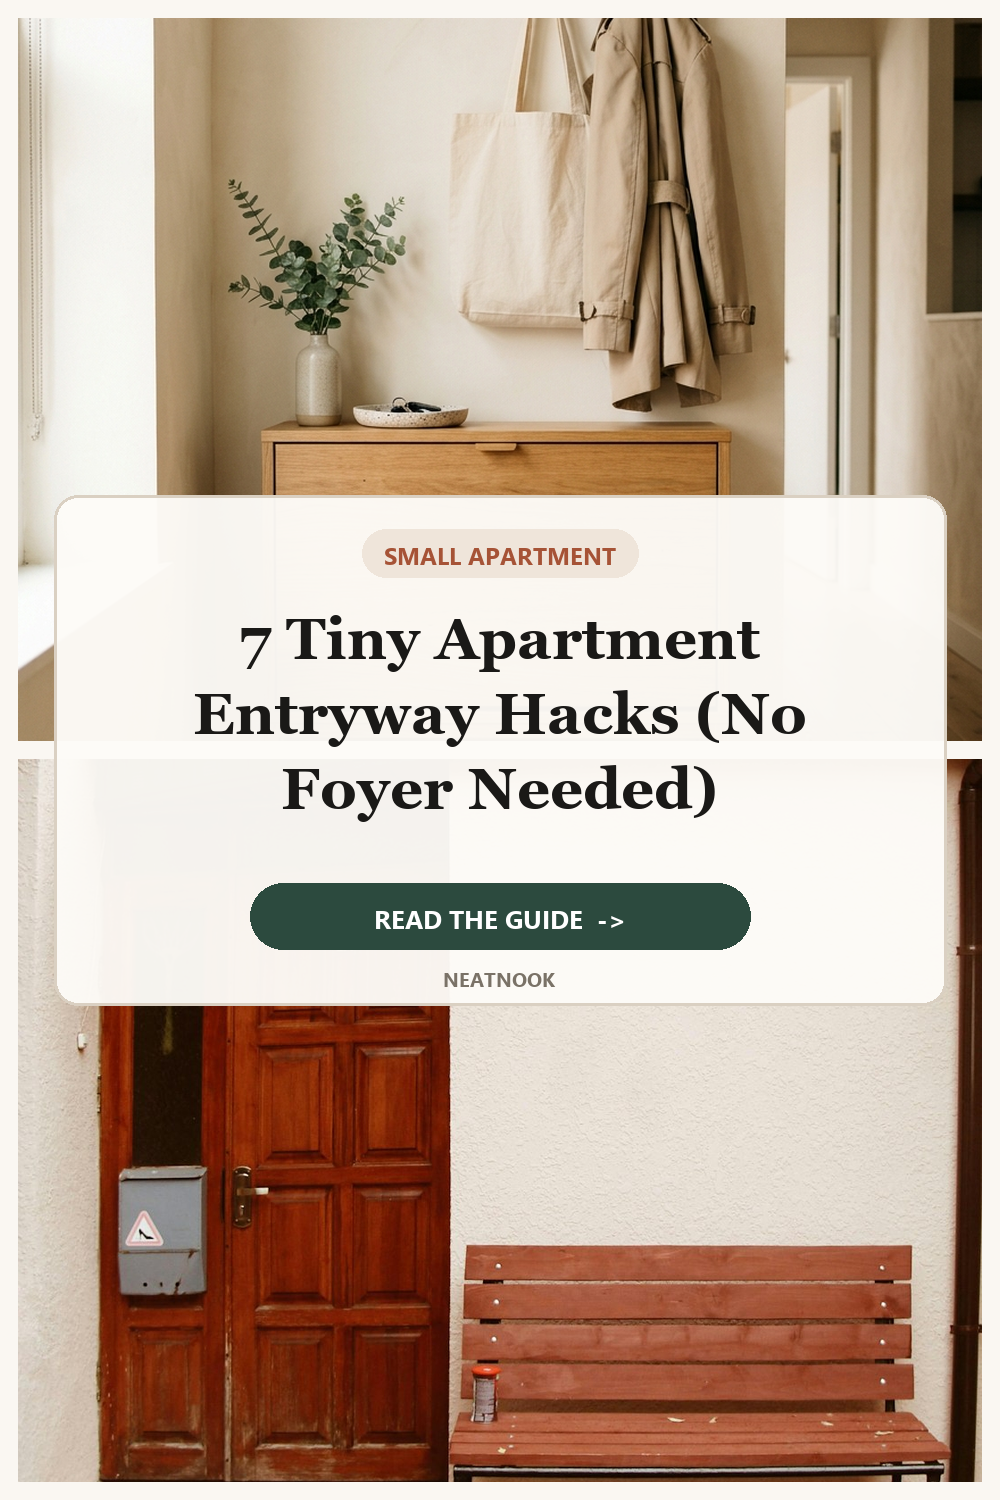 SMALL APARTMENT
7 Tiny Apartment
Entryway Hacks (No
Foyer Needed)
READ THE GUIDE ->
NEATNOOK